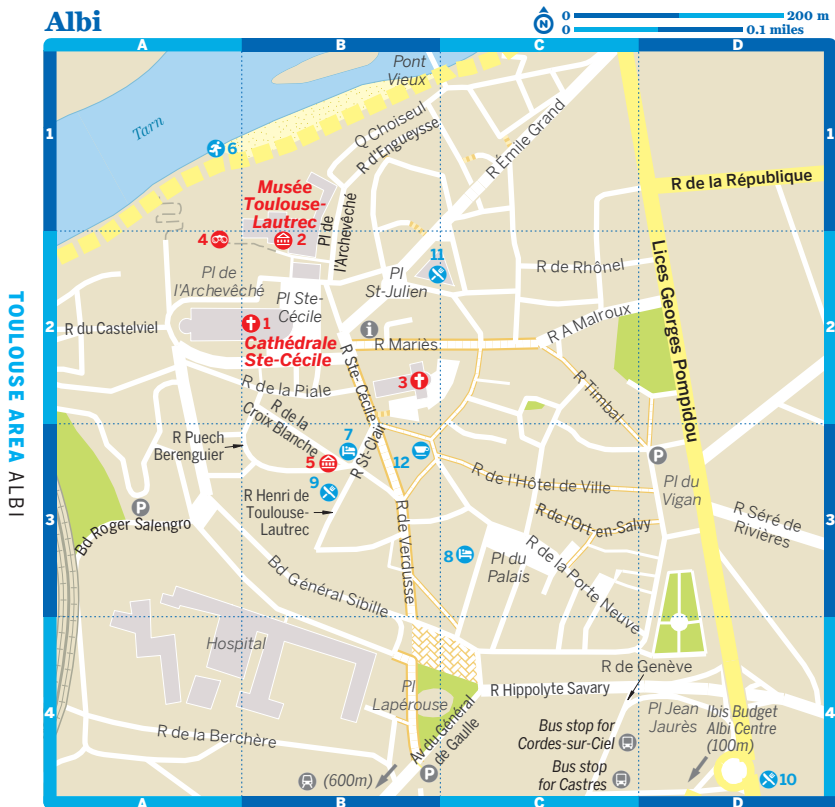 Albi
N
0 200 m
0 0.1 miles
A B C D
1 1
2 2
3 3
4 4
A B C D
TOULOUSE AREA ALBI
Pont
Vieux
Tarn
6
Q Choiseul
R d'Engueysse
R Émile Grand
R de la République
Musée
Toulouse-
Lautrec
4
2
Pl de
l'Archevêché
11
Pl de
l'Archevêché
Pl Ste-
Cécile
Pl
St-Julien
R de Rhônel
Lices Georges Pompidou
R du Castelviel
1
Cathédrale
Ste-Cécile
i
R Mariès
R A Malroux
R Ste- Cécile
3
R de la Piale
R Timbal
R de la
Croix Blanche
R Puech
Berenguier
7
R St-Clair
5
12
9
P
R de l'Hôtel de Ville
Pl du
Vigan
R Henri de
Toulouse-
Lautrec
P
Bd Roger Salengro
R de Verdusse
R de l'Ort-en-Salvy
R Séré de
Rivières
8
Pl du
Palais
R de la Porte Neuve
Bd Général Sibille
Hospital
R de Genève
Pl
Lapérouse
R Hippolyte Savary
Av du Général
de Gaulle
Pl Jean
Jaurès
Ibis Budget
Albi Centre
(100m)
R de la Berchère
Bus stop for
Cordes-sur-Ciel
Bus stop
for Castres
(600m)
P
10